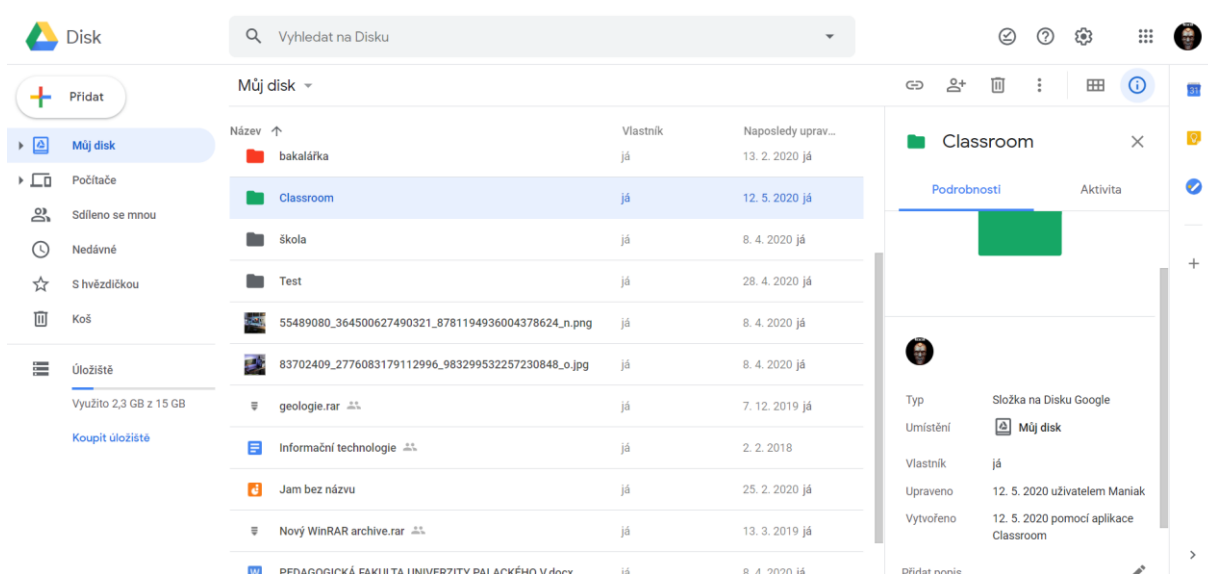 Disk
Vyhledat na Disku
Přidat
Můj disk
Počítače
Sdíleno se mnou
Nedávné
S hvězdičkou
Koš
Úložiště
Využito 2,3 GB z 15 GB
Koupit úložiště
Můj disk
Název Vlastník Naposledy uprav...
bakalářka 13. 2. 2020 já
Classroom já 12. 5. 2020 já
škola já 8. 4. 2020 já
Test já 28. 4. 2020 já
55489080_364500627490321_8781194936004378624_n.png já 8. 4. 2020 já
83702409_2776083179112996_983299532257230848_o.jpg já 8. 4. 2020 já
geologie.rar já 7. 12. 2019 já
Informační technologie já 2. 2. 2018
Jam bez názvu já 25. 2. 2020 já
Nový WinRAR archive.rar já 13. 3. 2019 já
PEDAGOGICKÁ FAKULTA UNIVERZITY PALACKÉHO V.docx já 8. 4. 2020 já
Classroom
Podrobnosti Aktivita
Typ Složka na Disku Google
Umístění Můj disk
Vlastník já
Upraveno 12. 5. 2020 uživatelem Maniak
Vytvořeno 12. 5. 2020 pomocí aplikace
Classroom
Přidat popis
31